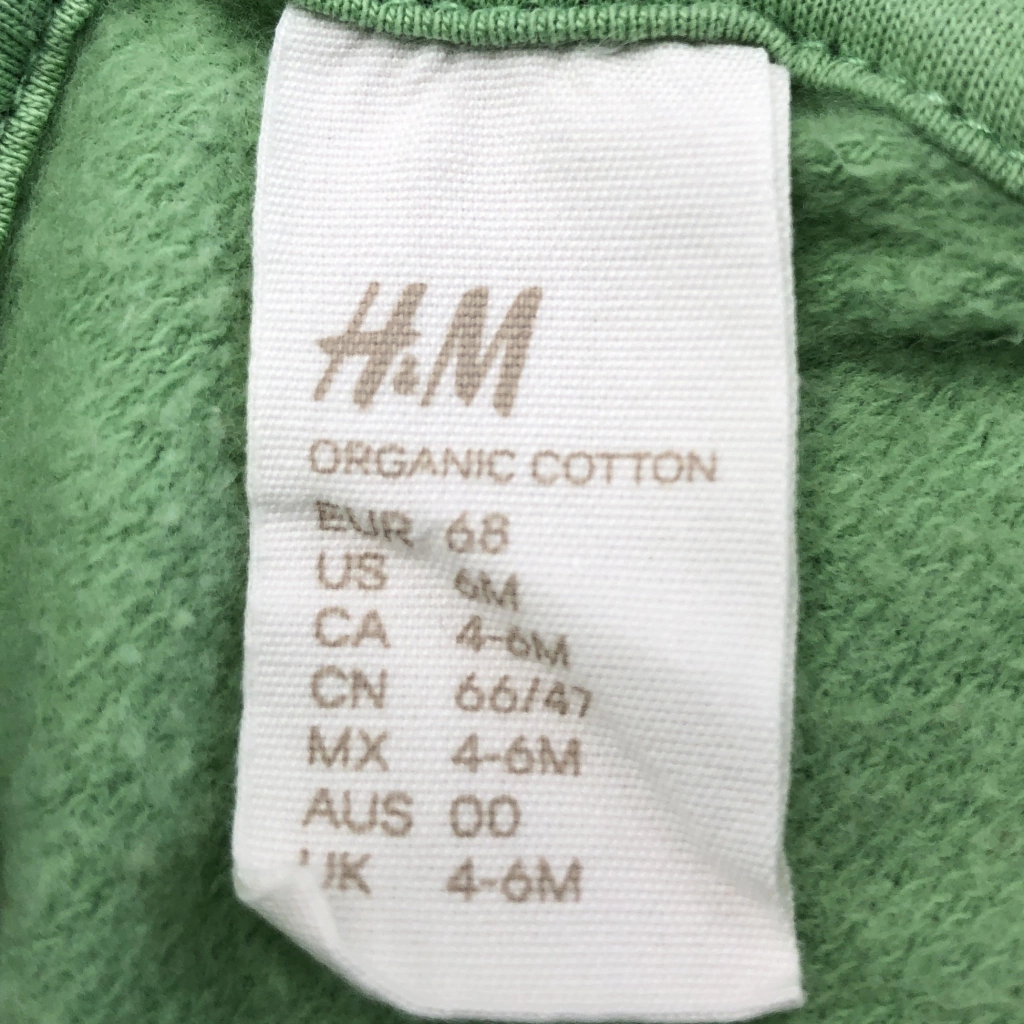 H&M
ORGANIC COTTON
EUR 68
US 6M
CA 4-6M
CN 66/47
MX 4-6M
AUS 00
UK 4-6M